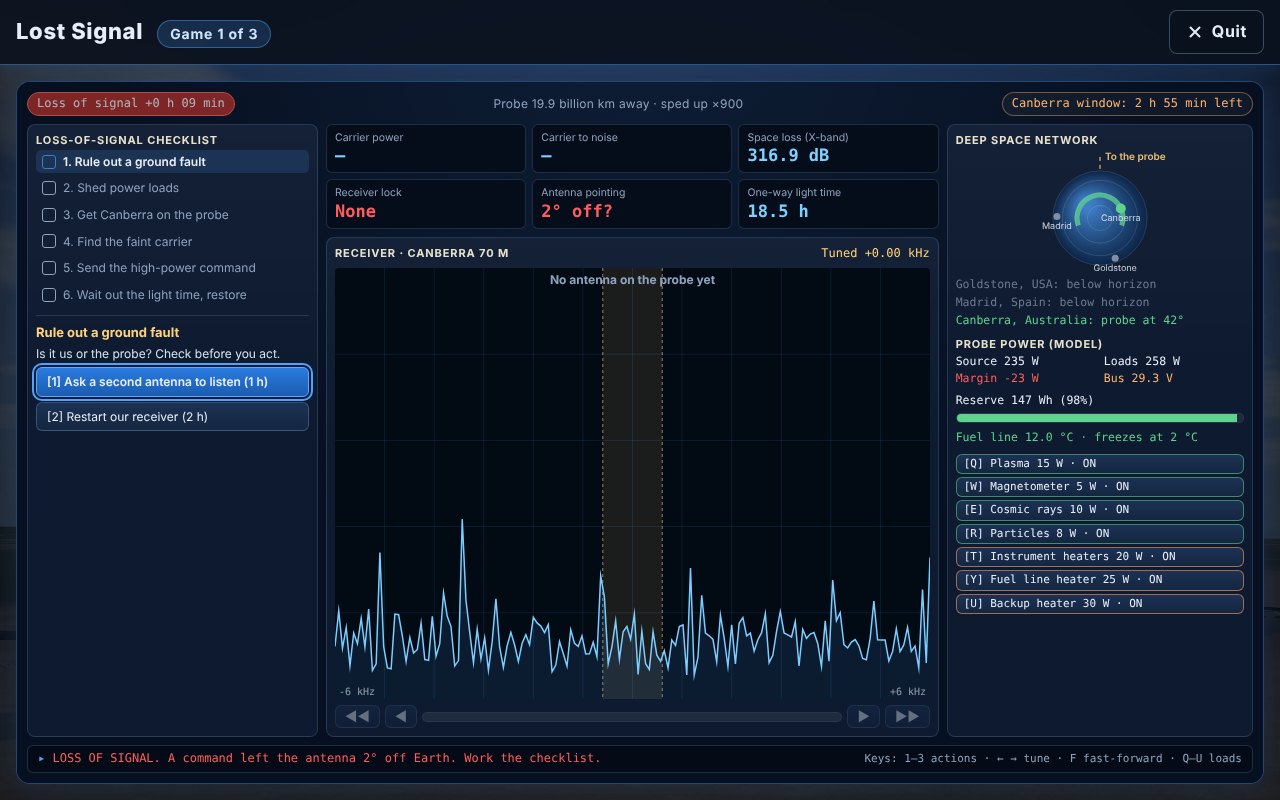 Lost Signal
Game 1 of 3
✕ Quit
Loss of signal +0 h 09 min
Probe 19.9 billion km away · sped up ×900
Canberra window: 2 h 55 min left
LOSS-OF-SIGNAL CHECKLIST
1. Rule out a ground fault
2. Shed power loads
3. Get Canberra on the probe
4. Find the faint carrier
5. Send the high-power command
6. Wait out the light time, restore
Rule out a ground fault
Is it us or the probe? Check before you act.
[1] Ask a second antenna to listen (1 h)
[2] Restart our receiver (2 h)
Carrier power
—
Carrier to noise
—
Space loss (X-band)
316.9 dB
Receiver lock
None
Antenna pointing
2° off?
One-way light time
18.5 h
RECEIVER · CANBERRA 70 M
Tuned +0.00 kHz
No antenna on the probe yet
-6 kHz
+6 kHz
DEEP SPACE NETWORK
To the probe
Canberra
Madrid
Goldstone
Goldstone, USA: below horizon
Madrid, Spain: below horizon
Canberra, Australia: probe at 42°
PROBE POWER (MODEL)
Source 235 W
Loads 258 W
Margin -23 W
Bus 29.3 V
Reserve 147 Wh (98%)
Fuel line 12.0 °C · freezes at 2 °C
[Q] Plasma 15 W · ON
[W] Magnetometer 5 W · ON
[E] Cosmic rays 10 W · ON
[R] Particles 8 W · ON
[T] Instrument heaters 20 W · ON
[Y] Fuel line heater 25 W · ON
[U] Backup heater 30 W · ON
▸ LOSS OF SIGNAL. A command left the antenna 2° off Earth. Work the checklist.
Keys: 1–3 actions · ← → tune · F fast-forward · Q–U loads